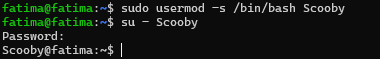 fatima@fatima:~$ sudo usermod -s /bin/bash Scooby
fatima@fatima:~$ su - Scooby
Password:
Scooby@fatima:~$